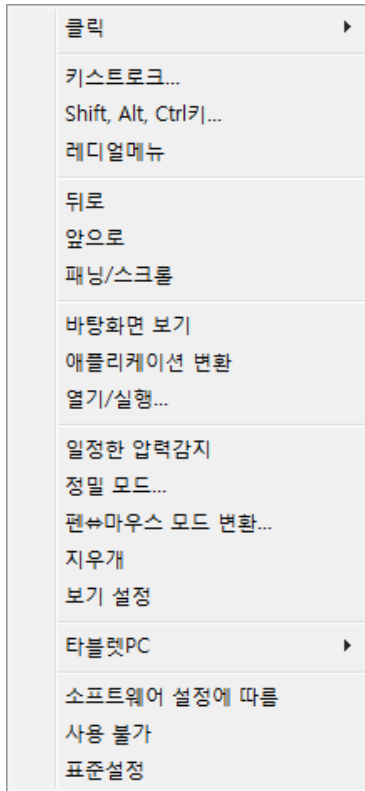 클릭
키스트로크...
Shift, Alt, Ctrl키...
레디얼메뉴
뒤로
앞으로
패닝/스크롤
바탕화면 보기
애플리케이션 변환
열기/실행...
일정한 압력감지
정밀 모드...
펜⇔마우스 모드 변환...
지우개
보기 설정
타블렛PC
소프트웨어 설정에 따름
사용 불가
표준설정